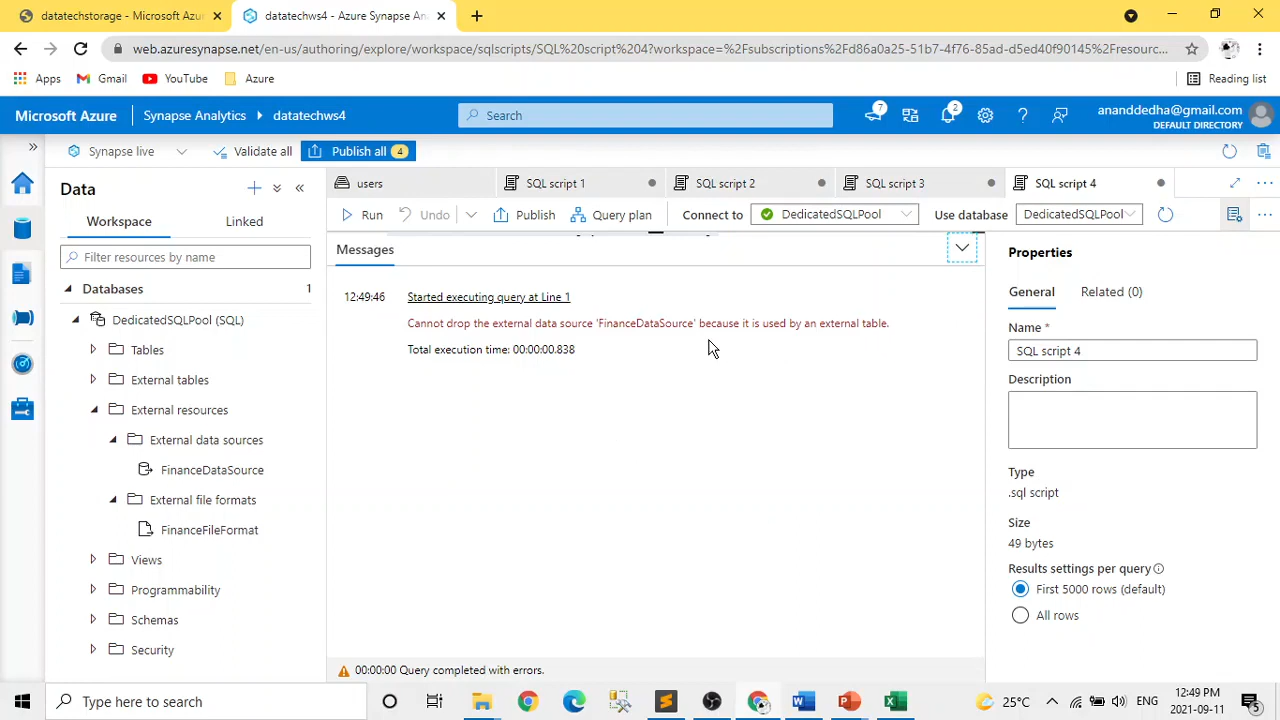 datatechstorage - Microsoft Azur
datatechws4 - Azure Synapse Ana
web.azuresynapse.net/en-us/authoring/explore/workspace/sqlscripts/SQL%20script%204?workspace=%2Fsubscriptions%2Fd86a0a25-51b7-4f76-85ad-d5ed40f90145%2Fresourc...
Apps
Gmail
YouTube
Azure
Reading list
Microsoft Azure
Synapse Analytics
datatechws4
Search
7
2
ananddedha@gmail.com
DEFAULT DIRECTORY
Synapse live
Validate all
Publish all
4
Data
users
SQL script 1
SQL script 2
SQL script 3
SQL script 4
Workspace
Linked
Run
Undo
Publish
Query plan
Connect to
DedicatedSQLPool
Use database
DedicatedSQLPool
Filter resources by name
Messages
Properties
General
Related (0)
Databases
1
12:49:46
Started executing query at Line 1
Cannot drop the external data source 'FinanceDataSource' because it is used by an external table.
Total execution time: 00:00:00.838
DedicatedSQLPool (SQL)
Tables
External tables
External resources
External data sources
FinanceDataSource
External file formats
FinanceFileFormat
Views
Programmability
Schemas
Security
Name *
SQL script 4
Description
Type
.sql script
Size
49 bytes
Results settings per query
First 5000 rows (default)
All rows
00:00:00 Query completed with errors.
Type here to search
25°C
ENG
12:49 PM
2021-09-11
5